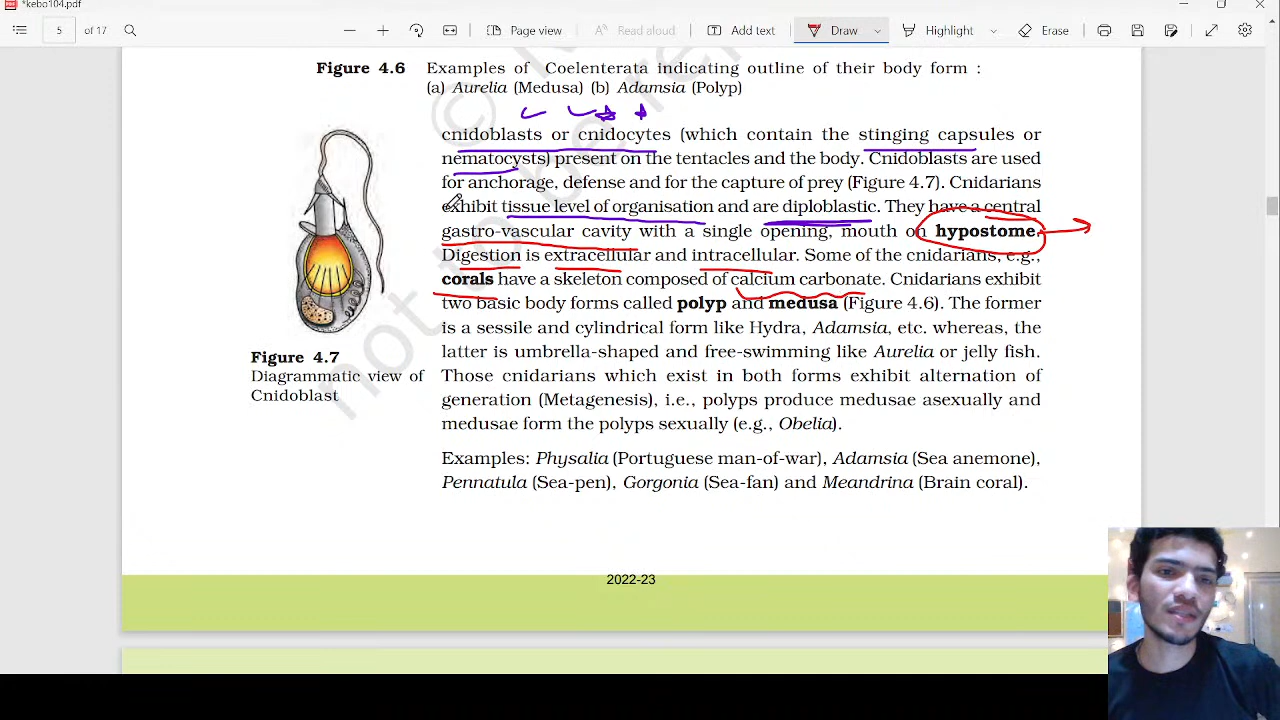 *kebo104.pdf
5 of 17 Page view Read aloud Add text Draw Highlight Erase
Figure 4.6 Examples of Coelenterata indicating outline of their body form :
(a) Aurelia (Medusa) (b) Adamsia (Polyp)
cnidoblasts or cnidocytes (which contain the stinging capsules or
nematocysts) present on the tentacles and the body. Cnidoblasts are used
for anchorage, defense and for the capture of prey (Figure 4.7). Cnidarians
exhibit tissue level of organisation and are diploblastic. They have a central
gastro-vascular cavity with a single opening, mouth on hypostome.
Digestion is extracellular and intracellular. Some of the cnidarians, e.g.,
corals have a skeleton composed of calcium carbonate. Cnidarians exhibit
two basic body forms called polyp and medusa (Figure 4.6). The former
is a sessile and cylindrical form like Hydra, Adamsia, etc. whereas, the
latter is umbrella-shaped and free-swimming like Aurelia or jelly fish.
Those cnidarians which exist in both forms exhibit alternation of
generation (Metagenesis), i.e., polyps produce medusae asexually and
medusae form the polyps sexually (e.g., Obelia).
Examples: Physalia (Portuguese man-of-war), Adamsia (Sea anemone),
Pennatula (Sea-pen), Gorgonia (Sea-fan) and Meandrina (Brain coral).
Figure 4.7
Diagrammatic view of
Cnidoblast
not to be re
©
2022-23